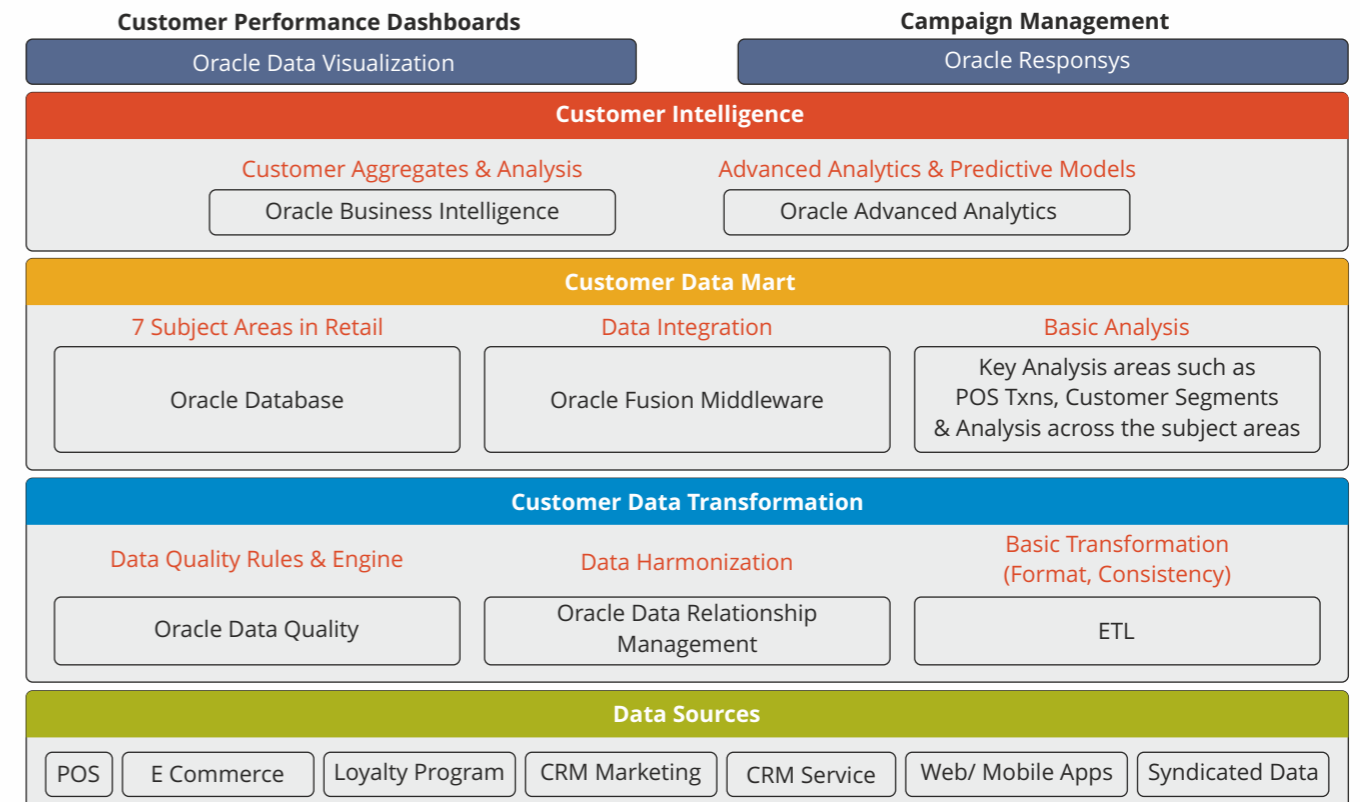 Customer Performance Dashboards
Campaign Management
Oracle Data Visualization
Oracle Responsys
Customer Intelligence
Customer Aggregates & Analysis
Advanced Analytics & Predictive Models
Oracle Business Intelligence
Oracle Advanced Analytics
Customer Data Mart
7 Subject Areas in Retail
Data Integration
Basic Analysis
Oracle Database
Oracle Fusion Middleware
Key Analysis areas such as
POS Txns, Customer Segments
& Analysis across the subject areas
Customer Data Transformation
Data Quality Rules & Engine
Data Harmonization
Basic Transformation
(Format, Consistency)
Oracle Data Quality
Oracle Data Relationship
Management
ETL
Data Sources
POS
E Commerce
Loyalty Program
CRM Marketing
CRM Service
Web/ Mobile Apps
Syndicated Data